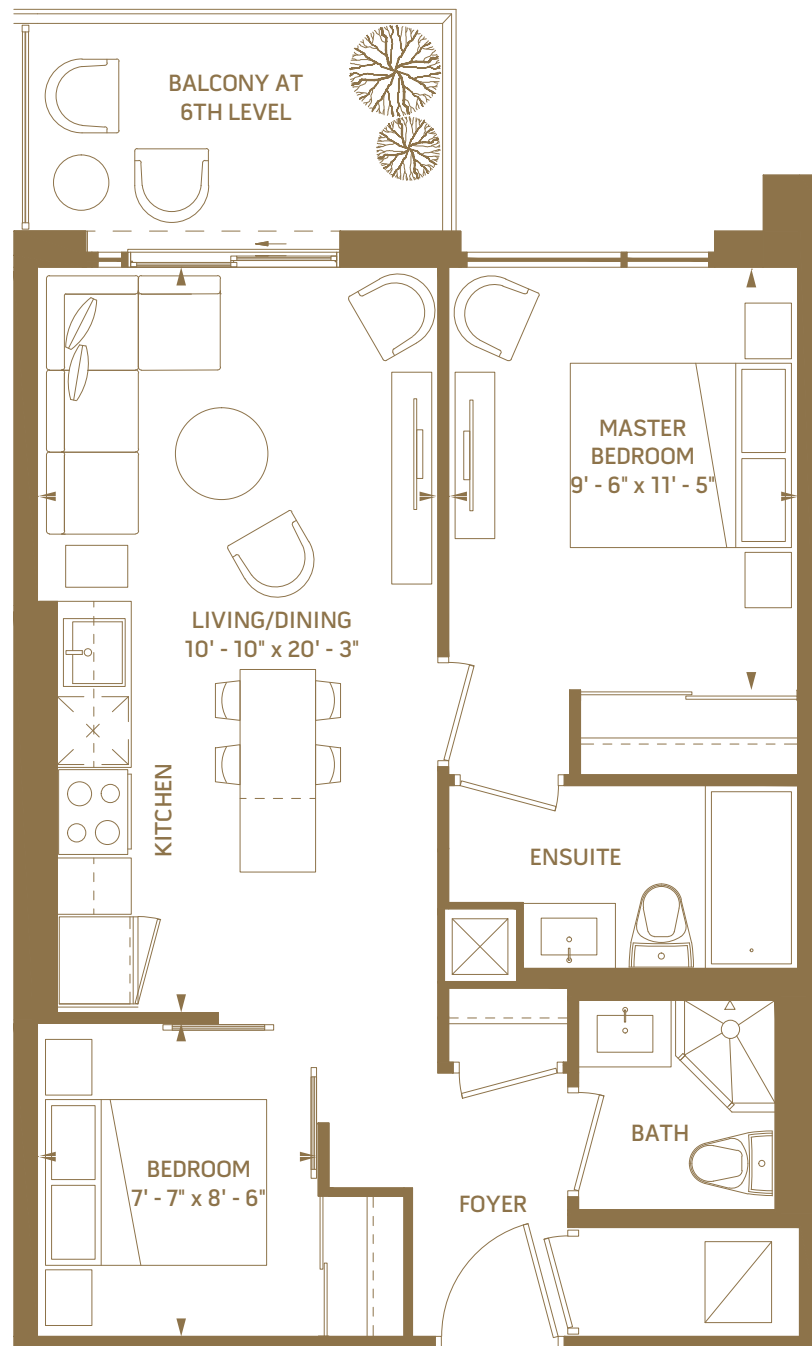 BALCONY AT
6TH LEVEL
MASTER
BEDROOM
9' - 6" x 11' - 5"
LIVING/DINING
10' - 10" x 20' - 3"
KITCHEN
ENSUITE
BATH
BEDROOM
7' - 7" x 8' - 6"
FOYER